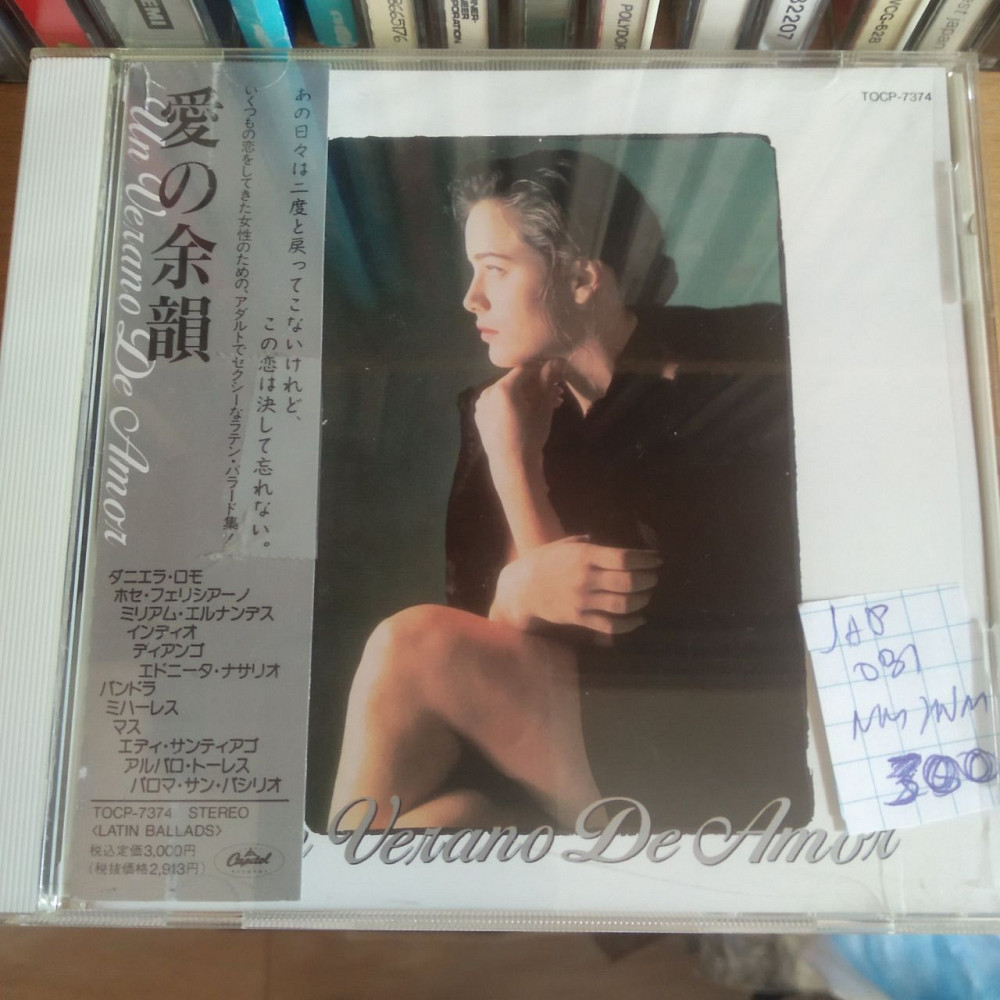 EMI
POLYDOR
TOCP-7374
愛の余韻
Un Verano De Amor
あの日々は二度と戻ってこないけれど、
この恋は決して忘れない。
いくつもの恋をしてきた女性のための、アダルトでセクシーなラテン・バラード集!
ダニエラ・ロモ
ホセ・フェリシアーノ
ミリアム・エルナンデス
インディオ
ディアンゴ
エドニータ・ナサリオ
パンドラ
ミハーレス
マス
エディ・サンティアゴ
アルバロ・トーレス
パロマ・サン・バシリオ
TOCP-7374 STEREO
〈LATIN BALLADS〉
税込定価3,000円
(税抜価格2,913円)
Capitol
RECORDS
Verano De Amor
JAP
OBI
NM/NM
300